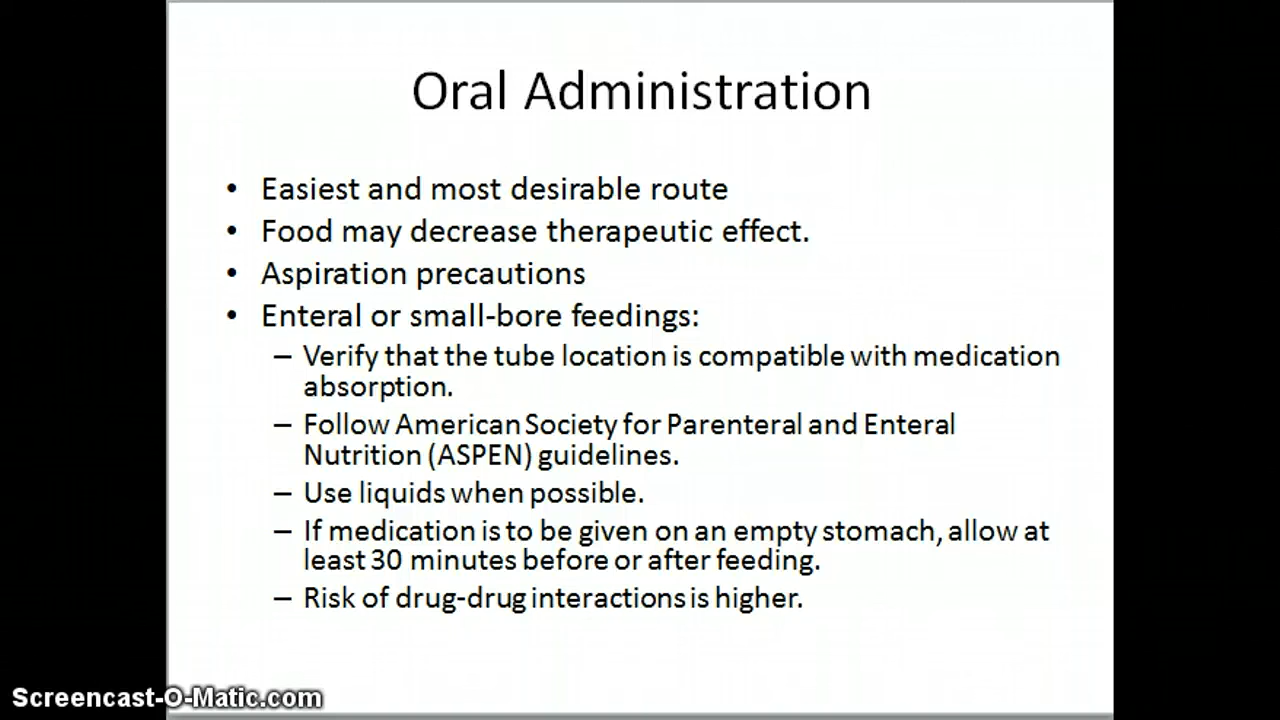 Oral Administration
• Easiest and most desirable route
• Food may decrease therapeutic effect.
• Aspiration precautions
• Enteral or small-bore feedings:
– Verify that the tube location is compatible with medication
absorption.
– Follow American Society for Parenteral and Enteral
Nutrition (ASPEN) guidelines.
– Use liquids when possible.
– If medication is to be given on an empty stomach, allow at
least 30 minutes before or after feeding.
– Risk of drug-drug interactions is higher.
Screencast-O-Matic.com